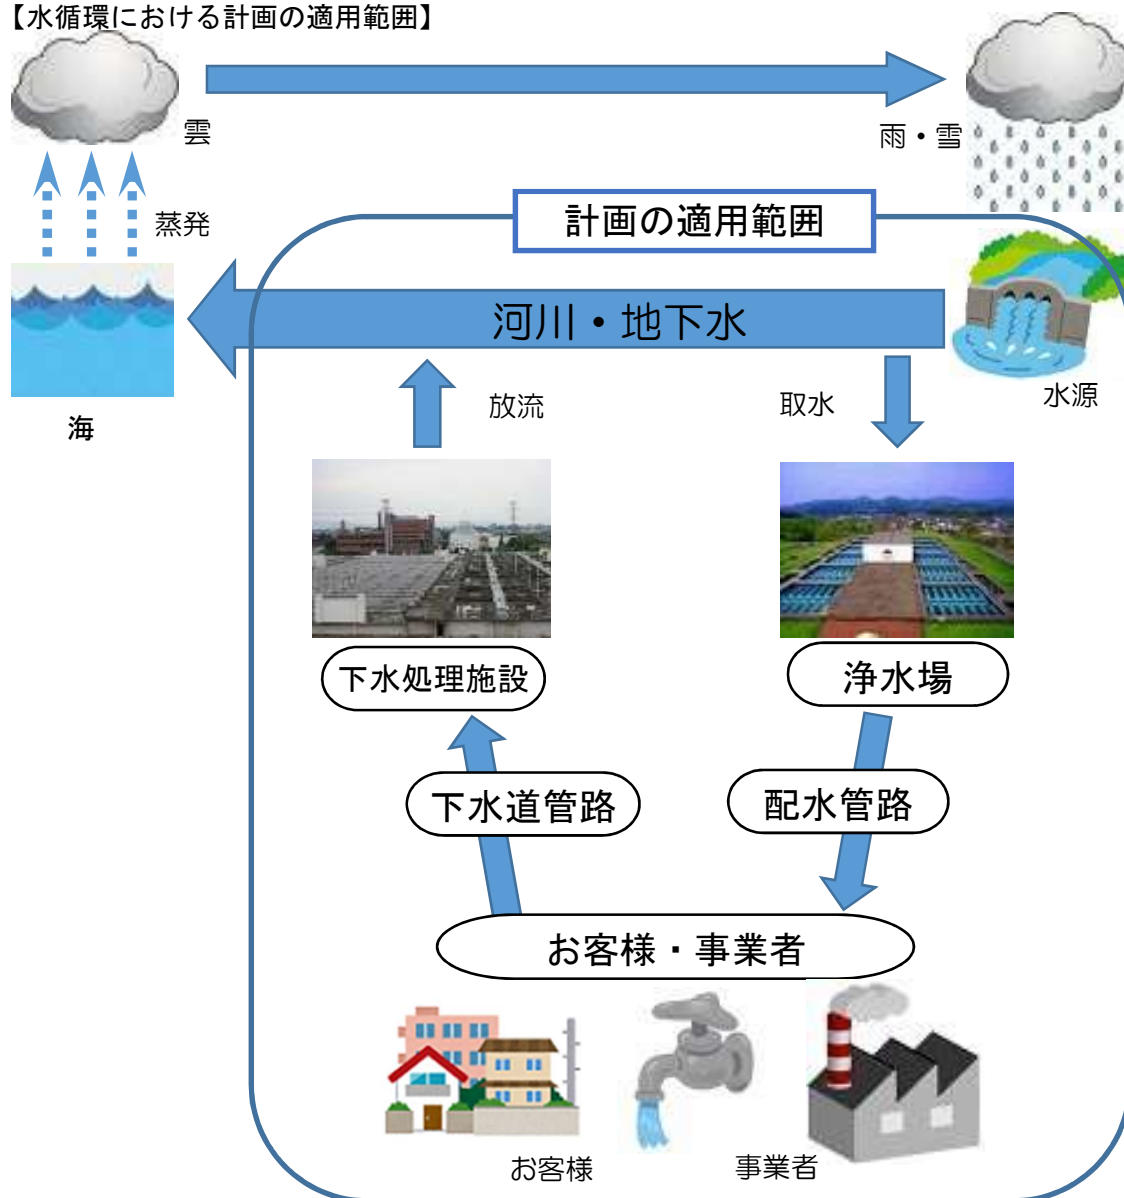 【水循環における計画の適用範囲】
雲
雨・雪
蒸発
計画の適用範囲
河川・地下水
水源
海
放流
取水
下水処理施設
浄水場
下水道管路
配水管路
お客様・事業者
お客様
事業者